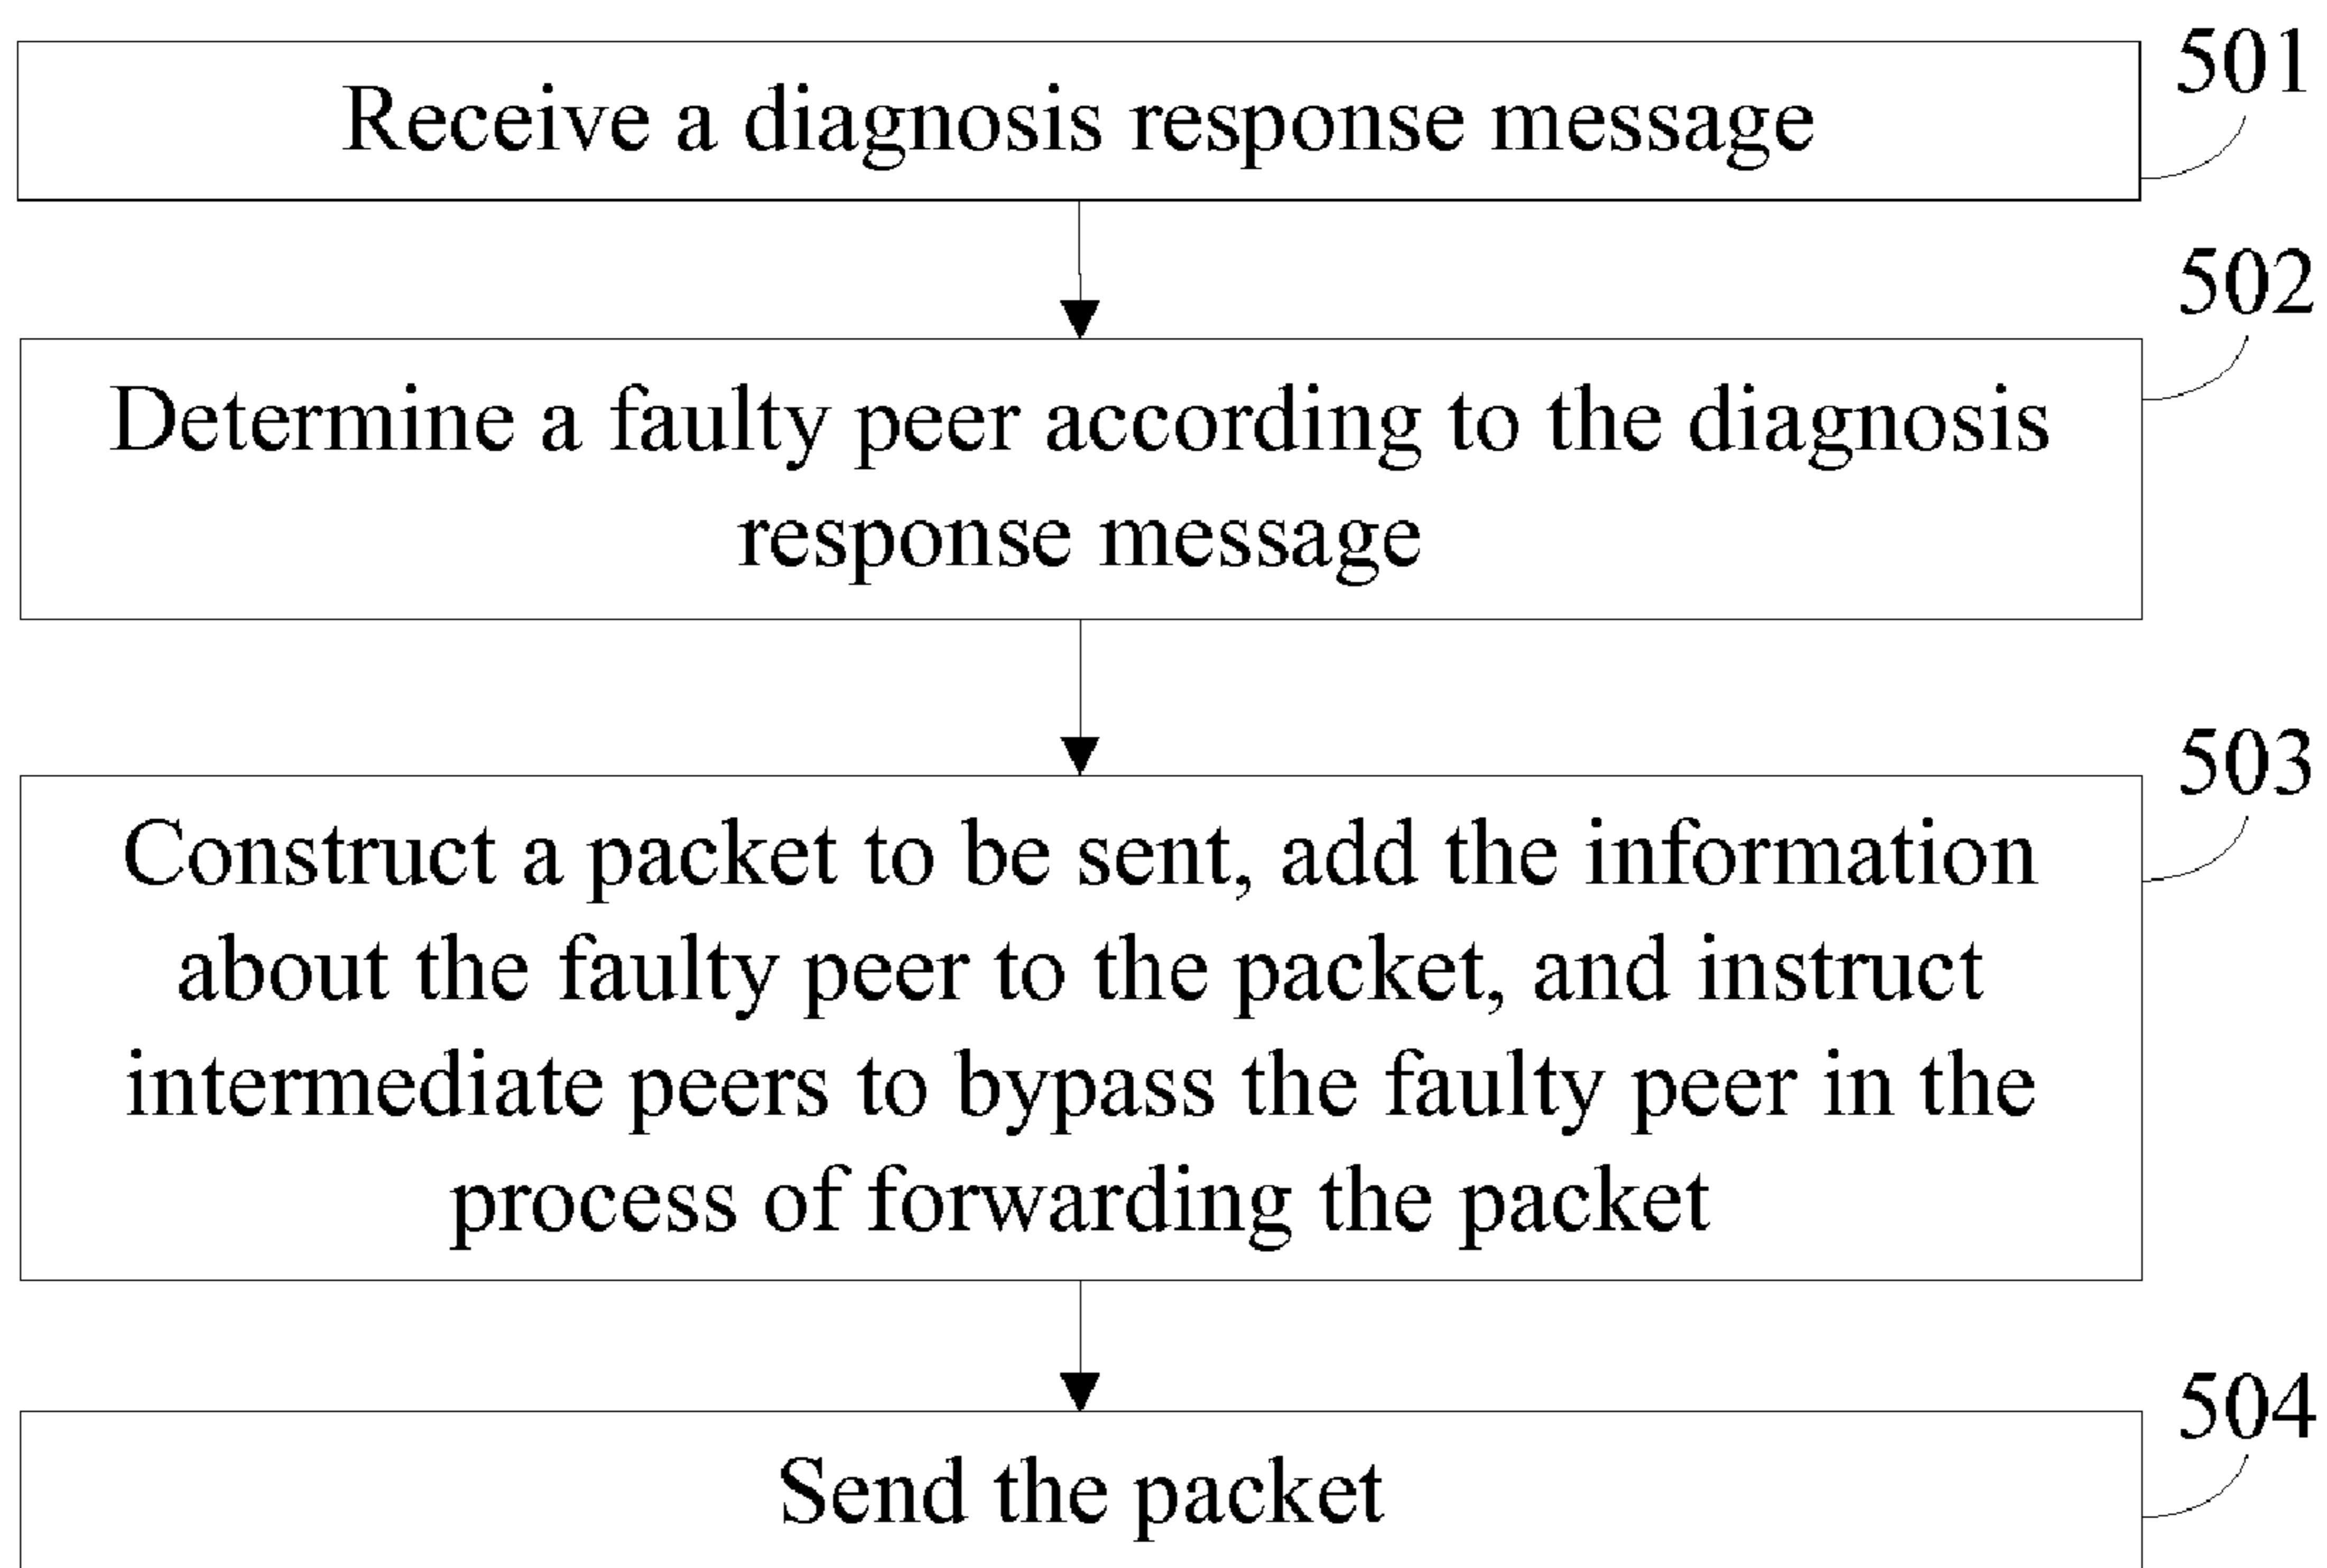 501
Receive a diagnosis response message
502
Determine a faulty peer according to the diagnosis
response message
503
Construct a packet to be sent, add the information
about the faulty peer to the packet, and instruct
intermediate peers to bypass the faulty peer in the
process of forwarding the packet
504
Send the packet